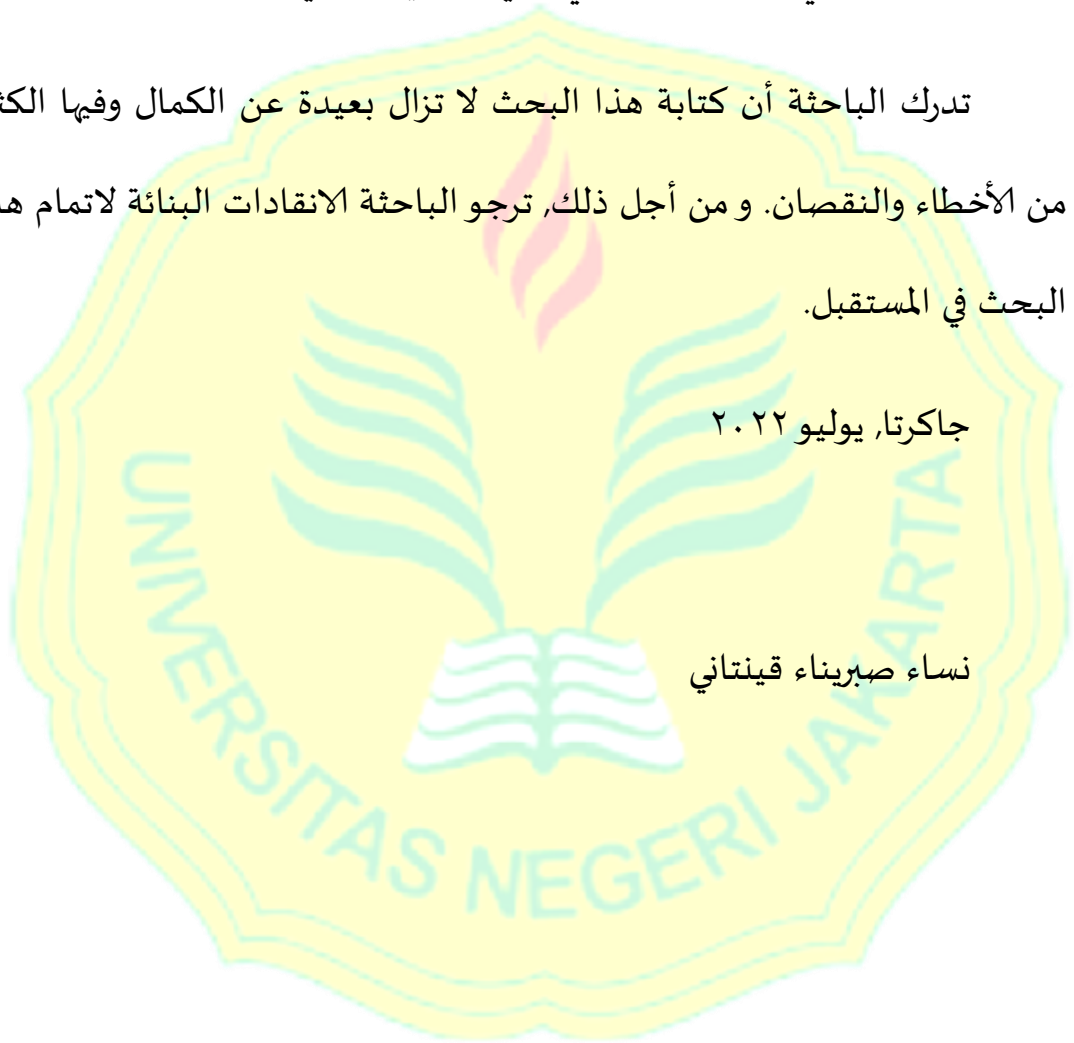 تدرك الباحثة أن كتابة هذا البحث لا تزال بعيدة عن الكمال وفيها
من الأخطاء والنقصان. و من أجل ذلك, ترجو الباحثة الانقادات البنائة لاتمام
البحث في المستقبل.
جاكرتا, يوليو ٢٠٢٢
نساء صبريناء قينتاني
UNIVERSITAS NEGERI JAKARTA